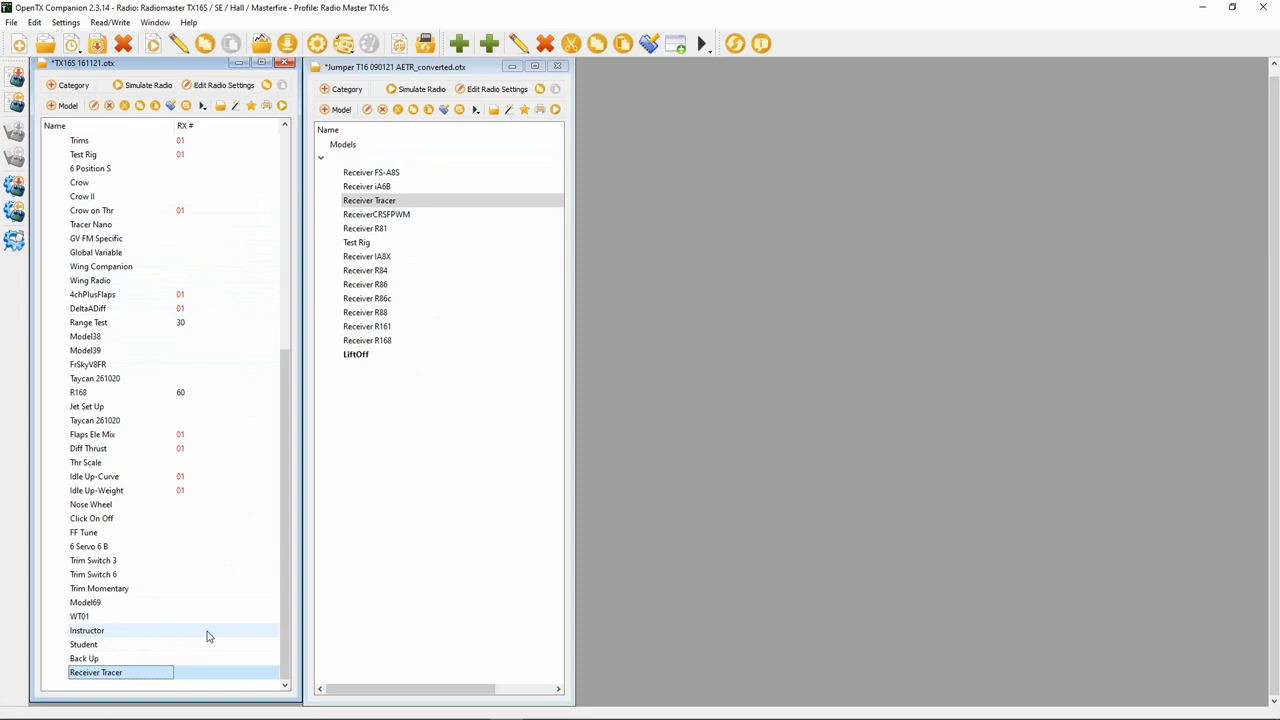 OpenTX Companion 2.3.14 - Radio: Radiomaster TX16S / SE / Hall / Masterfire - Profile: Radio Master TX16s
File Edit Settings Read/Write Window Help
*TX16S 161121.otx
Category Simulate Radio Edit Radio Settings
Model
Name RX #
Trims 01
Test Rig 01
6 Position S
Crow
Crow II
Crow on Thr 01
Tracer Nano
GV FM Specific
Global Variable
Wing Companion
Wing Radio
4chPlusFlaps 01
DeltaADiff 01
Range Test 30
Model38
Model39
FrSkyV8FR
Taycan 261020
R168 60
Jet Set Up
Taycan 261020
Flaps Ele Mix 01
Diff Thrust 01
Thr Scale
Idle Up-Curve 01
Idle Up-Weight 01
Nose Wheel
Click On Off
FF Tune
6 Servo 6 B
Trim Switch 3
Trim Switch 6
Trim Momentary
Model69
WT01
Instructor
Student
Back Up
Receiver Tracer
*Jumper T16 090121 AETR_converted.otx
Category Simulate Radio Edit Radio Settings
Model
Name
Models
Receiver FS-A8S
Receiver iA6B
Receiver Tracer
ReceiverCRSFPWM
Receiver R81
Test Rig
Receiver IA8X
Receiver R84
Receiver R86
Receiver R86c
Receiver R88
Receiver R161
Receiver R168
LiftOff